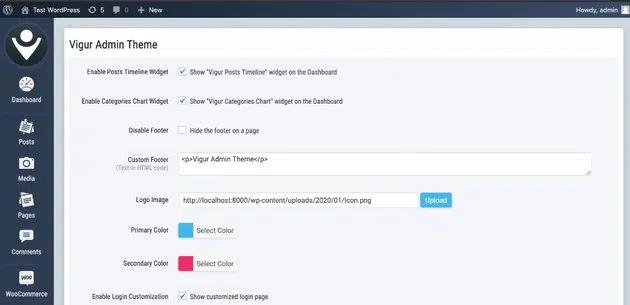 Test WordPress 5 0 + New Howdy, admin
Vigur Admin Theme
Enable Posts Timeline Widget Show "Vigur Posts Timeline" widget on the Dashboard
Dashboard
Enable Categories Chart Widget Show "Vigur Categories Chart" widget on the Dashboard
Disable Footer Hide the footer on a page
Posts
Custom Footer <p>Vigur Admin Theme</p>
(Text or HTML code)
Media
Logo Image http://localhost:8000/wp-content/uploads/2020/01/icon.png Upload
Pages
Primary Color Select Color
Comments
Secondary Color Select Color
WOO
WooCommerce
Enable Login Customization Show customized login page